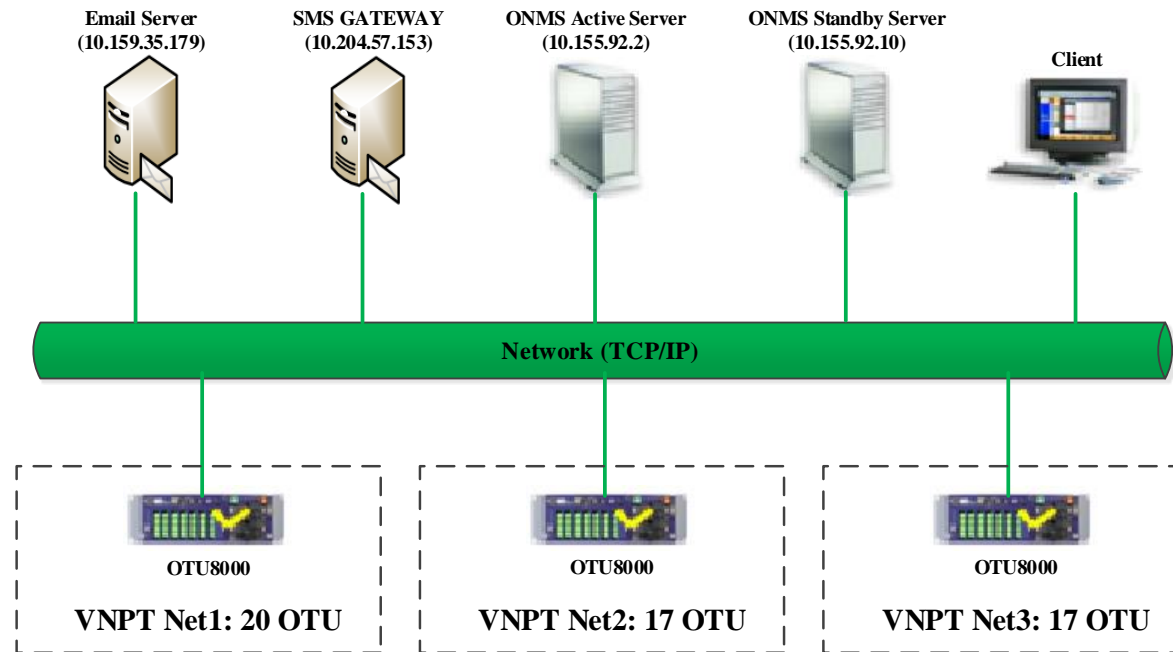 Email Server
(10.159.35.179)
SMS GATEWAY
(10.204.57.153)
ONMS Active Server
(10.155.92.2)
ONMS Standby Server
(10.155.92.10)
Client
Network (TCP/IP)
OTU8000
VNPT Net1: 20 OTU
OTU8000
VNPT Net2: 17 OTU
OTU8000
VNPT Net3: 17 OTU